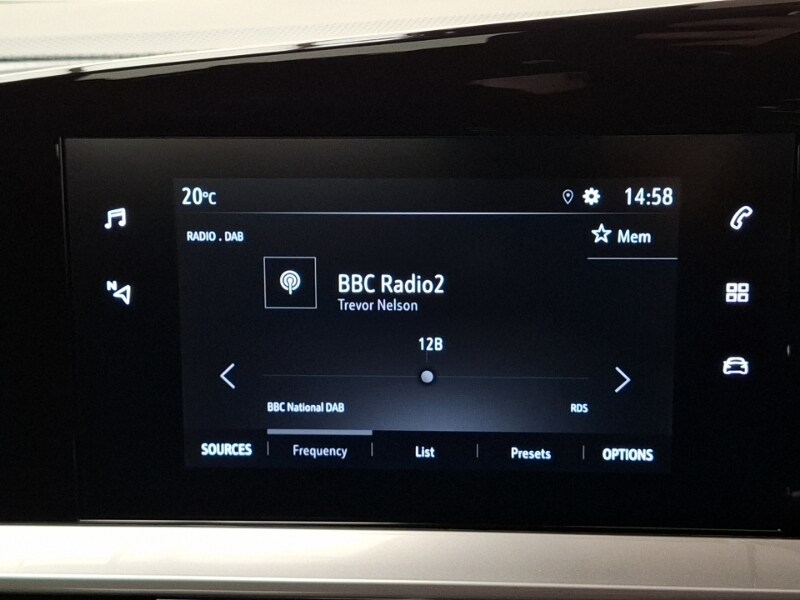 20°C 14:58
RADIO . DAB
Mem
N
BBC Radio2
Trevor Nelson
12B
BBC National DAB RDS
SOURCES Frequency List Presets OPTIONS